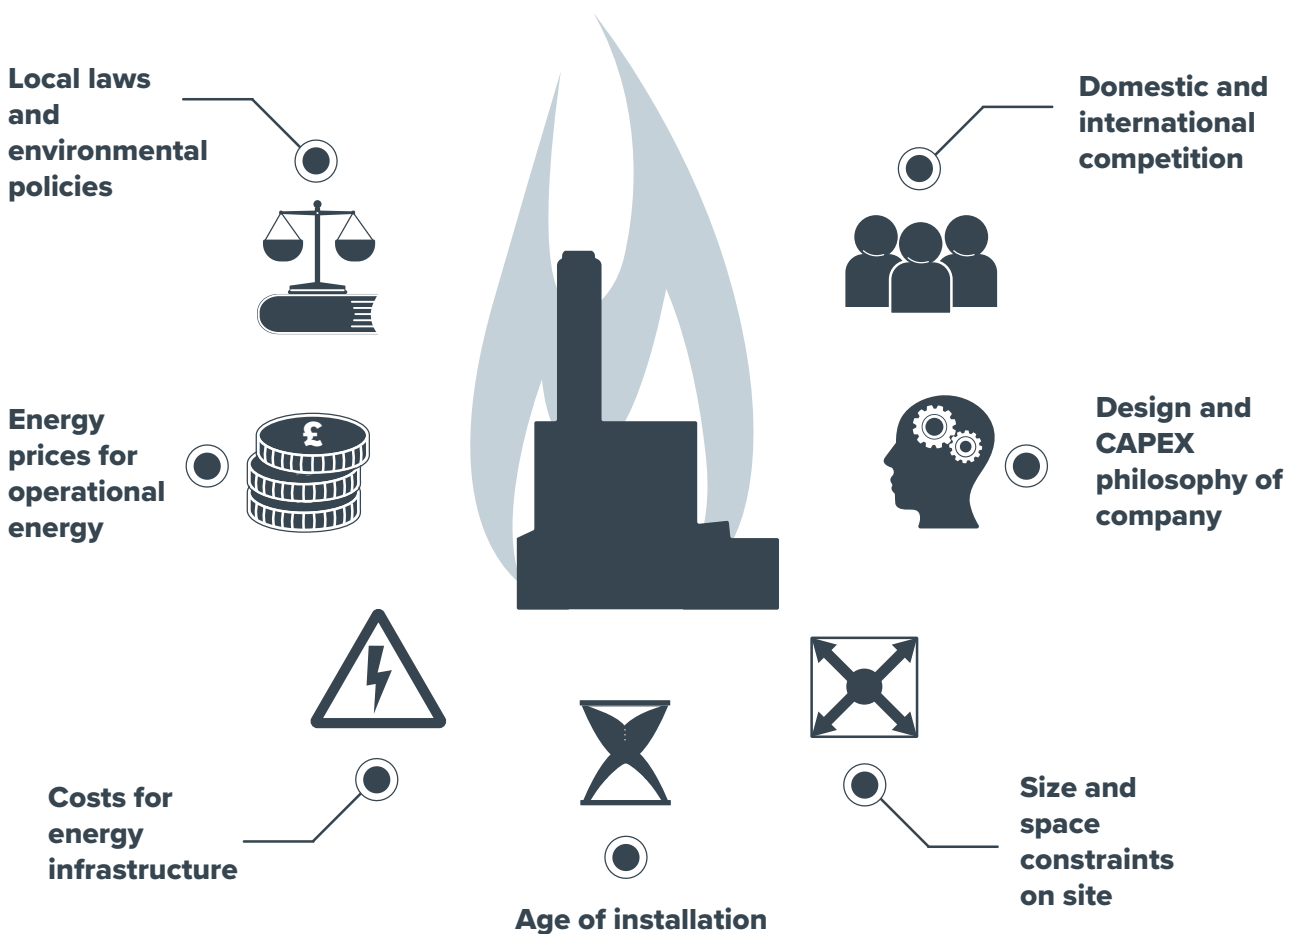 Local laws
and
environmental
policies
Domestic and
international
competition
Energy
prices for
operational
energy
£
Design and
CAPEX
philosophy of
company
Costs for
energy
infrastructure
Size and
space
constraints
on site
Age of installation